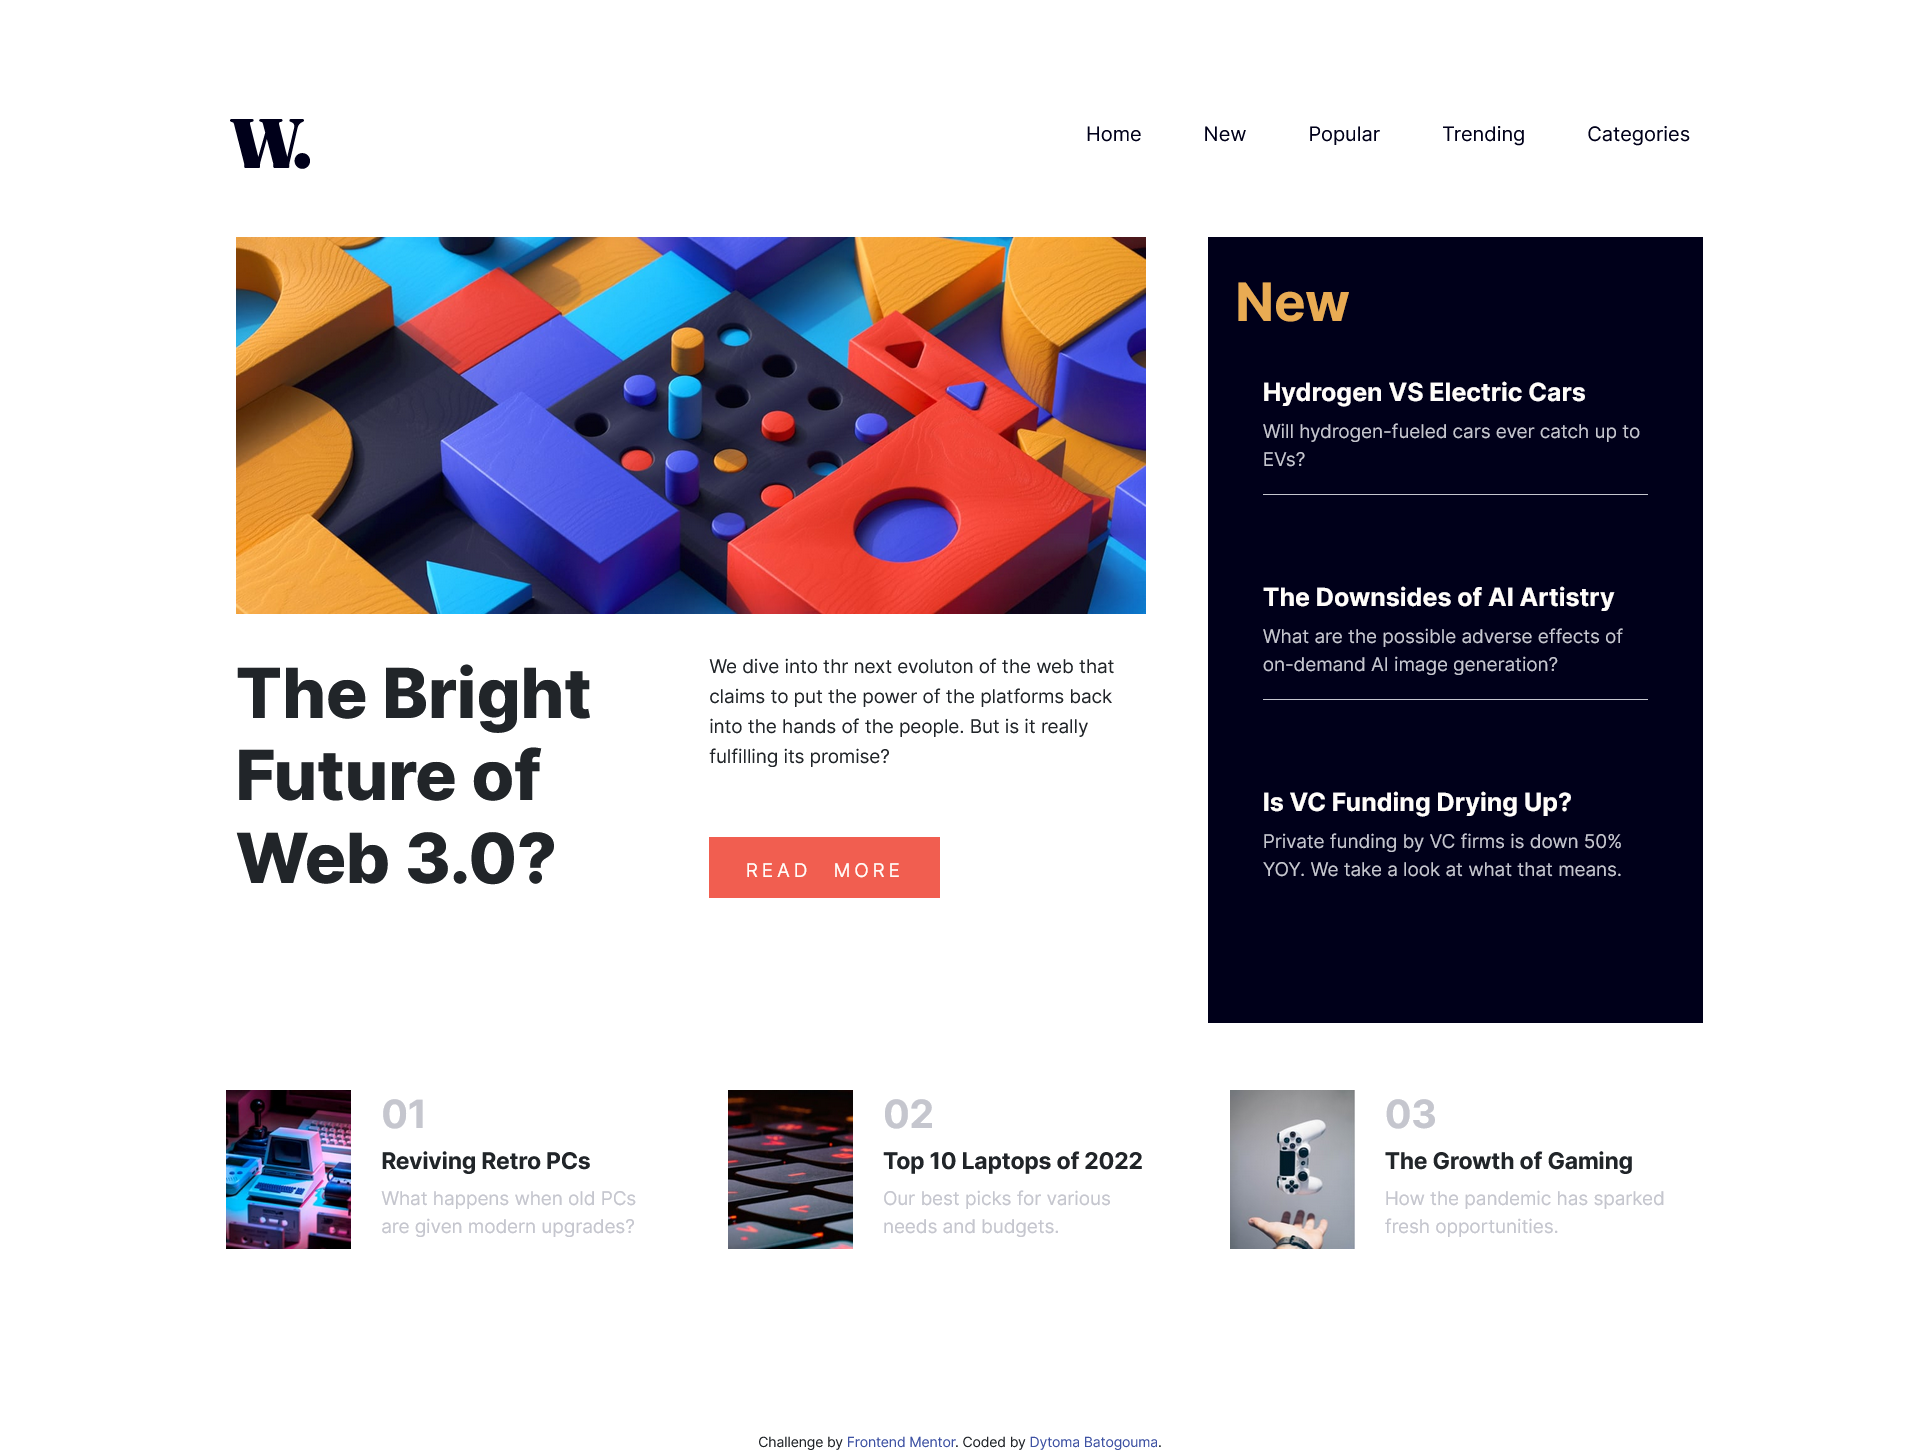 W.
Home New Popular Trending Categories
The Bright
Future of
Web 3.0?
We dive into thr next evoluton of the web that
claims to put the power of the platforms back
into the hands of the people. But is it really
fulfilling its promise?
READ MORE
New
Hydrogen VS Electric Cars
Will hydrogen-fueled cars ever catch up to
EVs?
The Downsides of AI Artistry
What are the possible adverse effects of
on-demand AI image generation?
Is VC Funding Drying Up?
Private funding by VC firms is down 50%
YOY. We take a look at what that means.
01
Reviving Retro PCs
What happens when old PCs
are given modern upgrades?
02
Top 10 Laptops of 2022
Our best picks for various
needs and budgets.
03
The Growth of Gaming
How the pandemic has sparked
fresh opportunities.
Challenge by Frontend Mentor. Coded by Dytoma Batogouma.